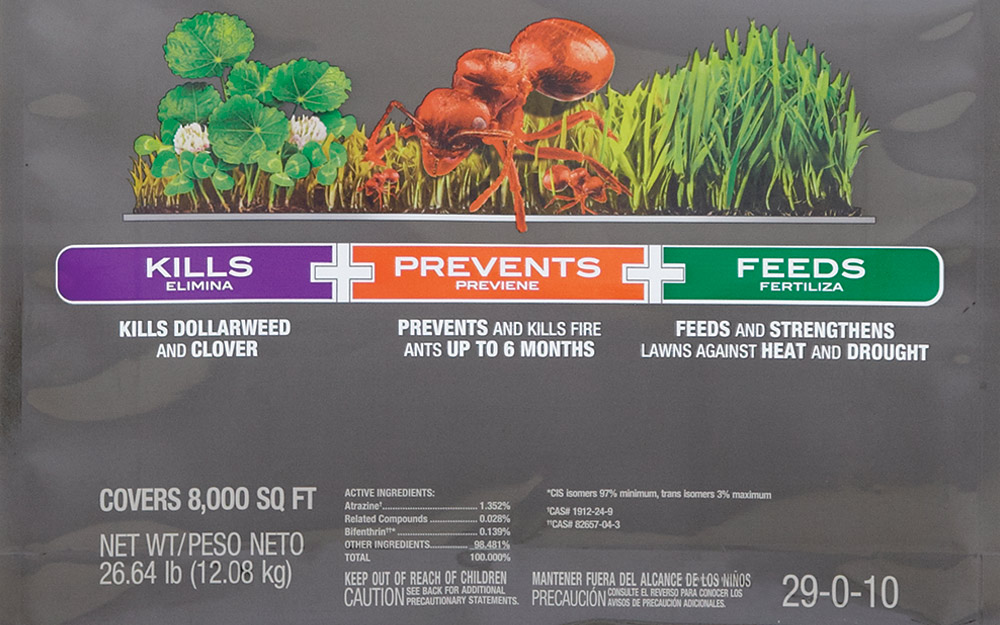 KILLS
ELIMINA
PREVENTS
PREVIENE
FEEDS
FERTILIZA
KILLS DOLLARWEED
AND CLOVER
PREVENTS AND KILLS FIRE
ANTS UP TO 6 MONTHS
FEEDS AND STRENGTHENS
LAWNS AGAINST HEAT AND DROUGHT
COVERS 8,000 SQ FT
NET WT/PESO NETO
26.64 lb (12.08 kg)
ACTIVE INGREDIENTS:
Atrazine†........................ 1.352%
Related Compounds .............. 0.028%
Bifenthrin††* ........................ 0.139%
OTHER INGREDIENTS............ 98.481%
TOTAL 100.000%
*CIS isomers 97% minimum, trans isomers 3% maximum
†CAS# 1912-24-9
††CAS# 82657-04-3
KEEP OUT OF REACH OF CHILDREN
CAUTION SEE BACK FOR ADDITIONAL
PRECAUTIONARY STATEMENTS.
MANTENER FUERA DEL ALCANCE DE LOS NIÑOS
PRECAUCIÓN CONSULTE EL REVERSO PARA CONOCER LOS
AVISOS DE PRECAUCIÓN ADICIONALES.
29-0-10